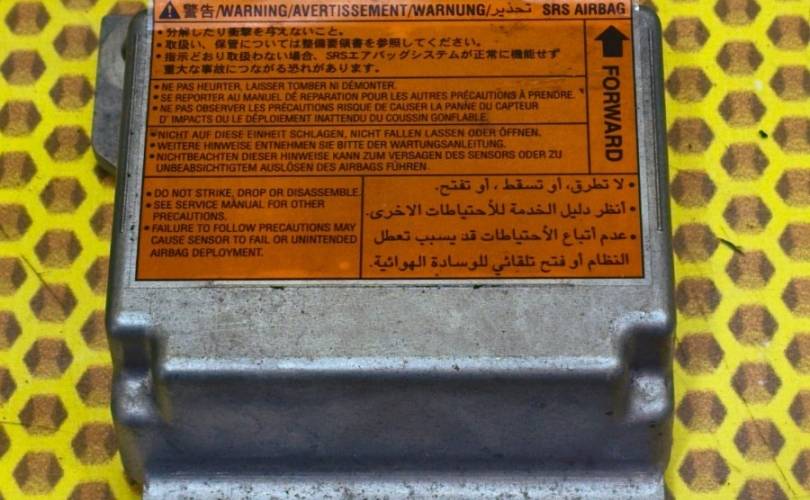 警告/WARNING/AVERTISSEMENT/WARNUNG/تحذير SRS AIRBAG
• 分解したり衝撃を与えないこと。
• 取扱い、保管については整備要領書を参照してください。
• 指示どおり取扱わない場合、SRSエアバッグシステムが正常に機能せず
重大な事故につながる恐れがあります。
FORWARD
• NE PAS HEURTER, LAISSER TOMBER NI DÉMONTER.
• SE REPORTER AU MANUEL DE RÉPARATION POUR LES AUTRES PRÉCAUTIONS À PRENDRE.
• NE PAS OBSERVER LES PRÉCAUTIONS RISQUE DE CAUSER LA PANNE DU CAPTEUR
D' IMPACTS OU LE DÉPLOIEMENT INATTENDU DU COUSSIN GONFLABLE.
• NICHT AUF DIESE EINHEIT SCHLAGEN, NICHT FALLEN LASSEN ODER ÖFFNEN.
• WEITERE HINWEISE ENTNEHMEN SIE BITTE DER WARTUNGSANLEITUNG.
• NICHTBEACHTEN DIESER HINWEISE KANN ZUM VERSAGEN DES SENSORS ODER ZU
UNBEABSICHTIGTEM AUSLÖSEN DES AIRBAGS FÜHREN.
• DO NOT STRIKE, DROP OR DISASSEMBLE.
• SEE SERVICE MANUAL FOR OTHER
PRECAUTIONS.
• FAILURE TO FOLLOW PRECAUTIONS MAY
CAUSE SENSOR TO FAIL OR UNINTENDED
AIRBAG DEPLOYMENT.
• لا تطرق، أو تسقط ، أو تفتح.
• أنظر دليل الخدمة للأحتياطات الاخرى.
• عدم أتباع الأحتياطات قد يسبب تعطل
النظام أو فتح تلقائي للوسادة الهوائية.